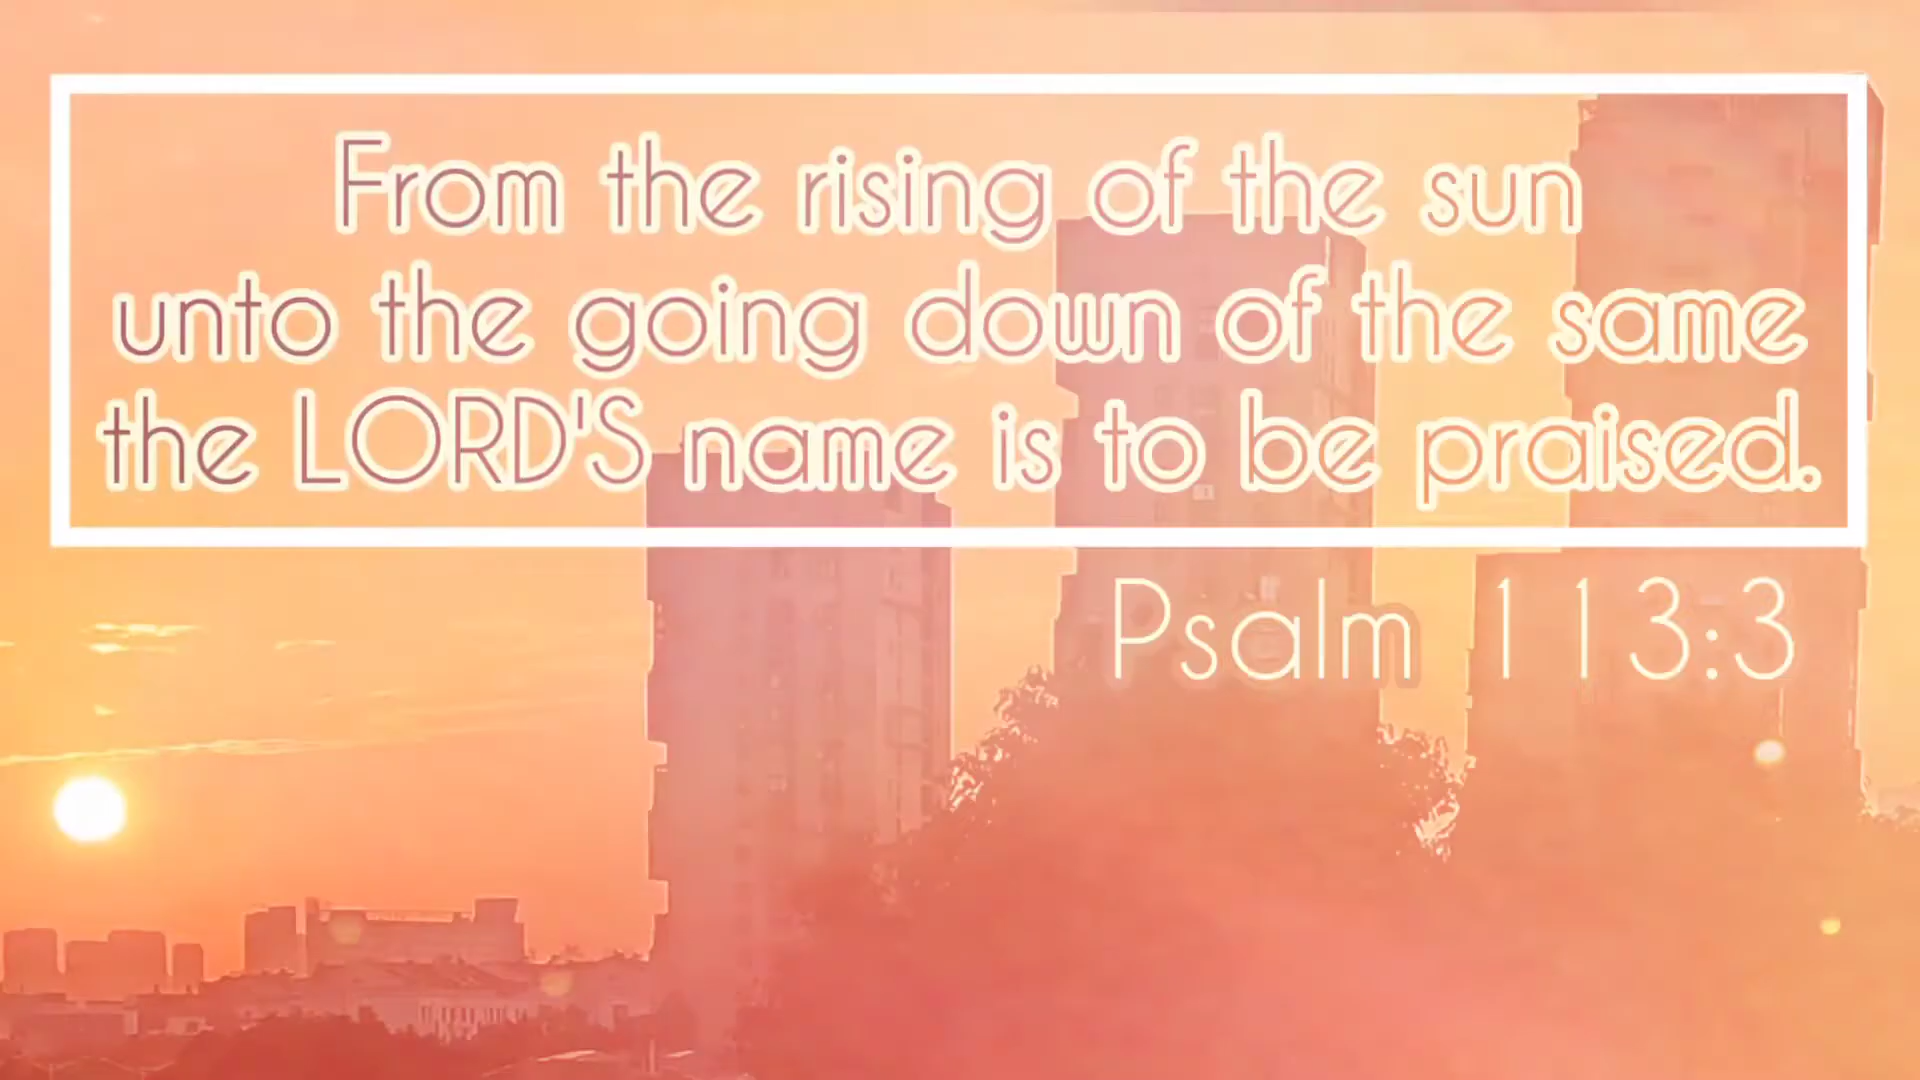 From the rising of the sun
unto the going down of the same
the LORD'S name is to be praised.
Psalm 113:3